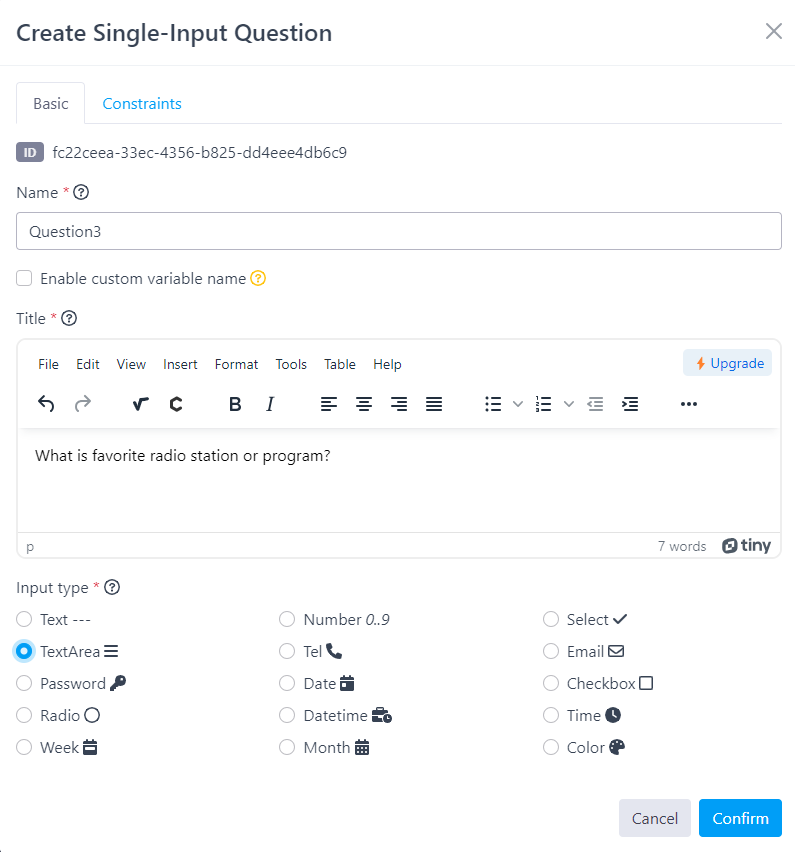 Create Single-Input Question
Basic Constraints
ID fc22ceea-33ec-4356-b825-dd4eee4db6c9
Name *
Question3
Enable custom variable name
Title *
File Edit View Insert Format Tools Table Help Upgrade
B I
What is favorite radio station or program?
p 7 words tiny
Input type *
Text --- Number 0..9 Select
TextArea Tel Email
Password Date Checkbox
Radio Datetime Time
Week Month Color
Cancel Confirm